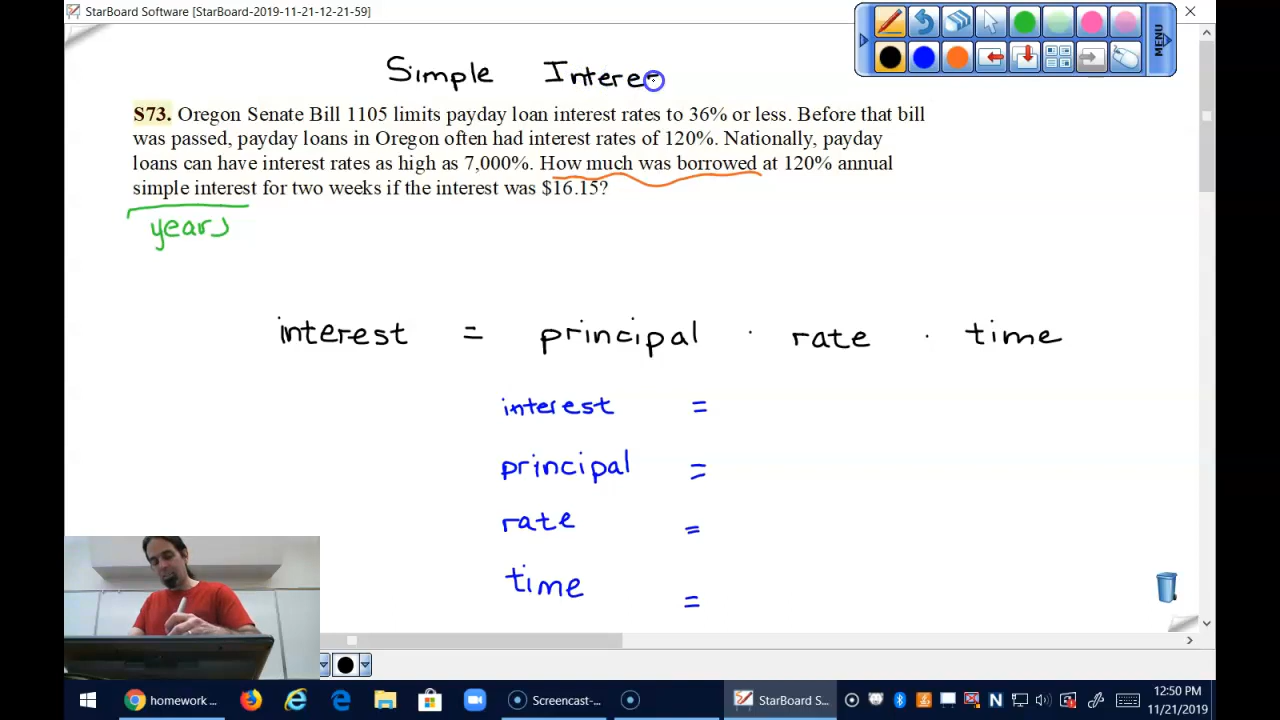 StarBoard Software [StarBoard-2019-11-21-12-21-59]
MENU
Simple Interes
S73. Oregon Senate Bill 1105 limits payday loan interest rates to 36% or less. Before that bill
was passed, payday loans in Oregon often had interest rates of 120%. Nationally, payday
loans can have interest rates as high as 7,000%. How much was borrowed at 120% annual
simple interest for two weeks if the interest was $16.15?
years
interest = principal · rate · time
interest =
principal =
rate =
time =
homework ...
Screencast-...
StarBoard S...
12:50 PM
11/21/2019